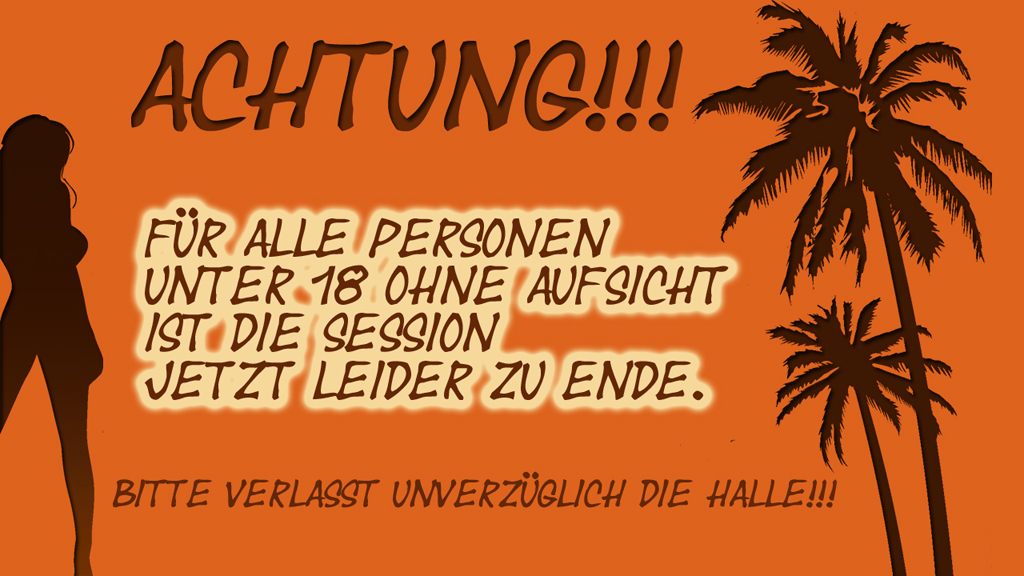 ACHTUNG!!!
FÜR ALLE PERSONEN
UNTER 18 OHNE AUFSICHT
IST DIE SESSION
JETZT LEIDER ZU ENDE.
BITTE VERLASST UNVERZÜGLICH DIE HALLE!!!